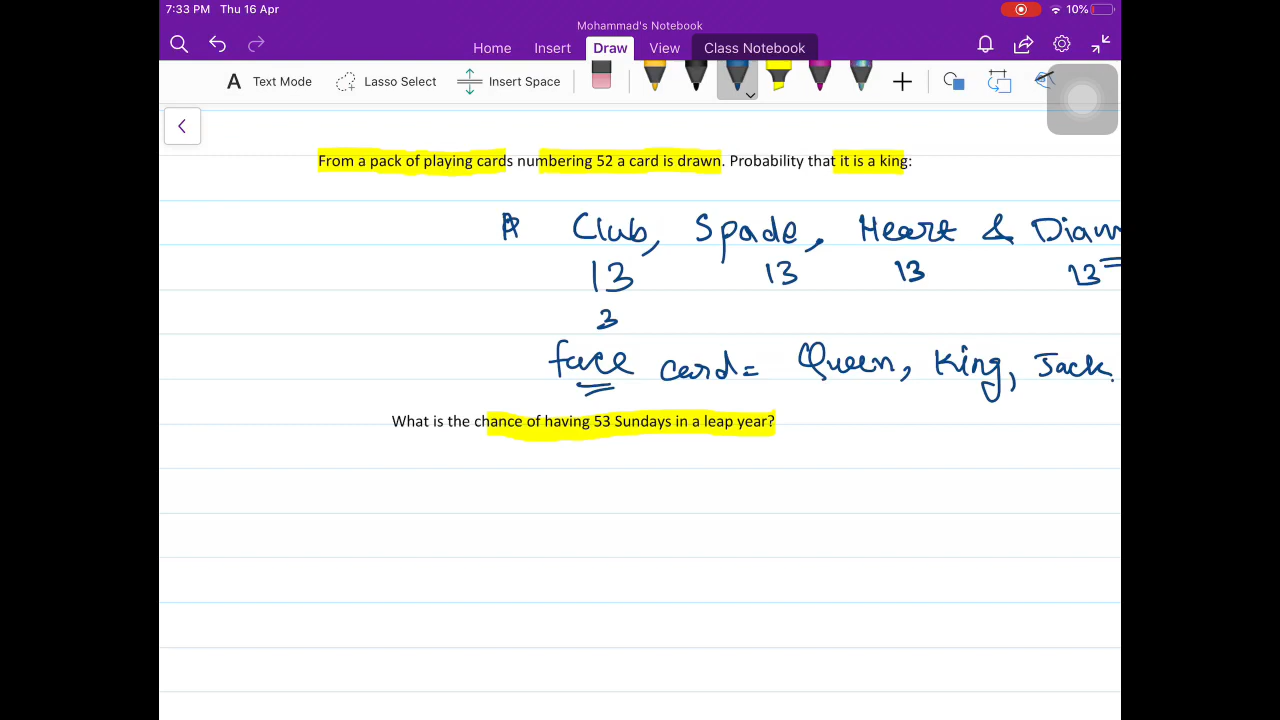 7:33 PM Thu 16 Apr
10%
Mohammad's Notebook
Home Insert Draw View Class Notebook
A Text Mode Lasso Select Insert Space
From a pack of playing cards numbering 52 a card is drawn. Probability that it is a king:
Club, Spade, Heart & Diam
13 13 13 13
3
face card= Queen, King, Jack.
What is the chance of having 53 Sundays in a leap year?